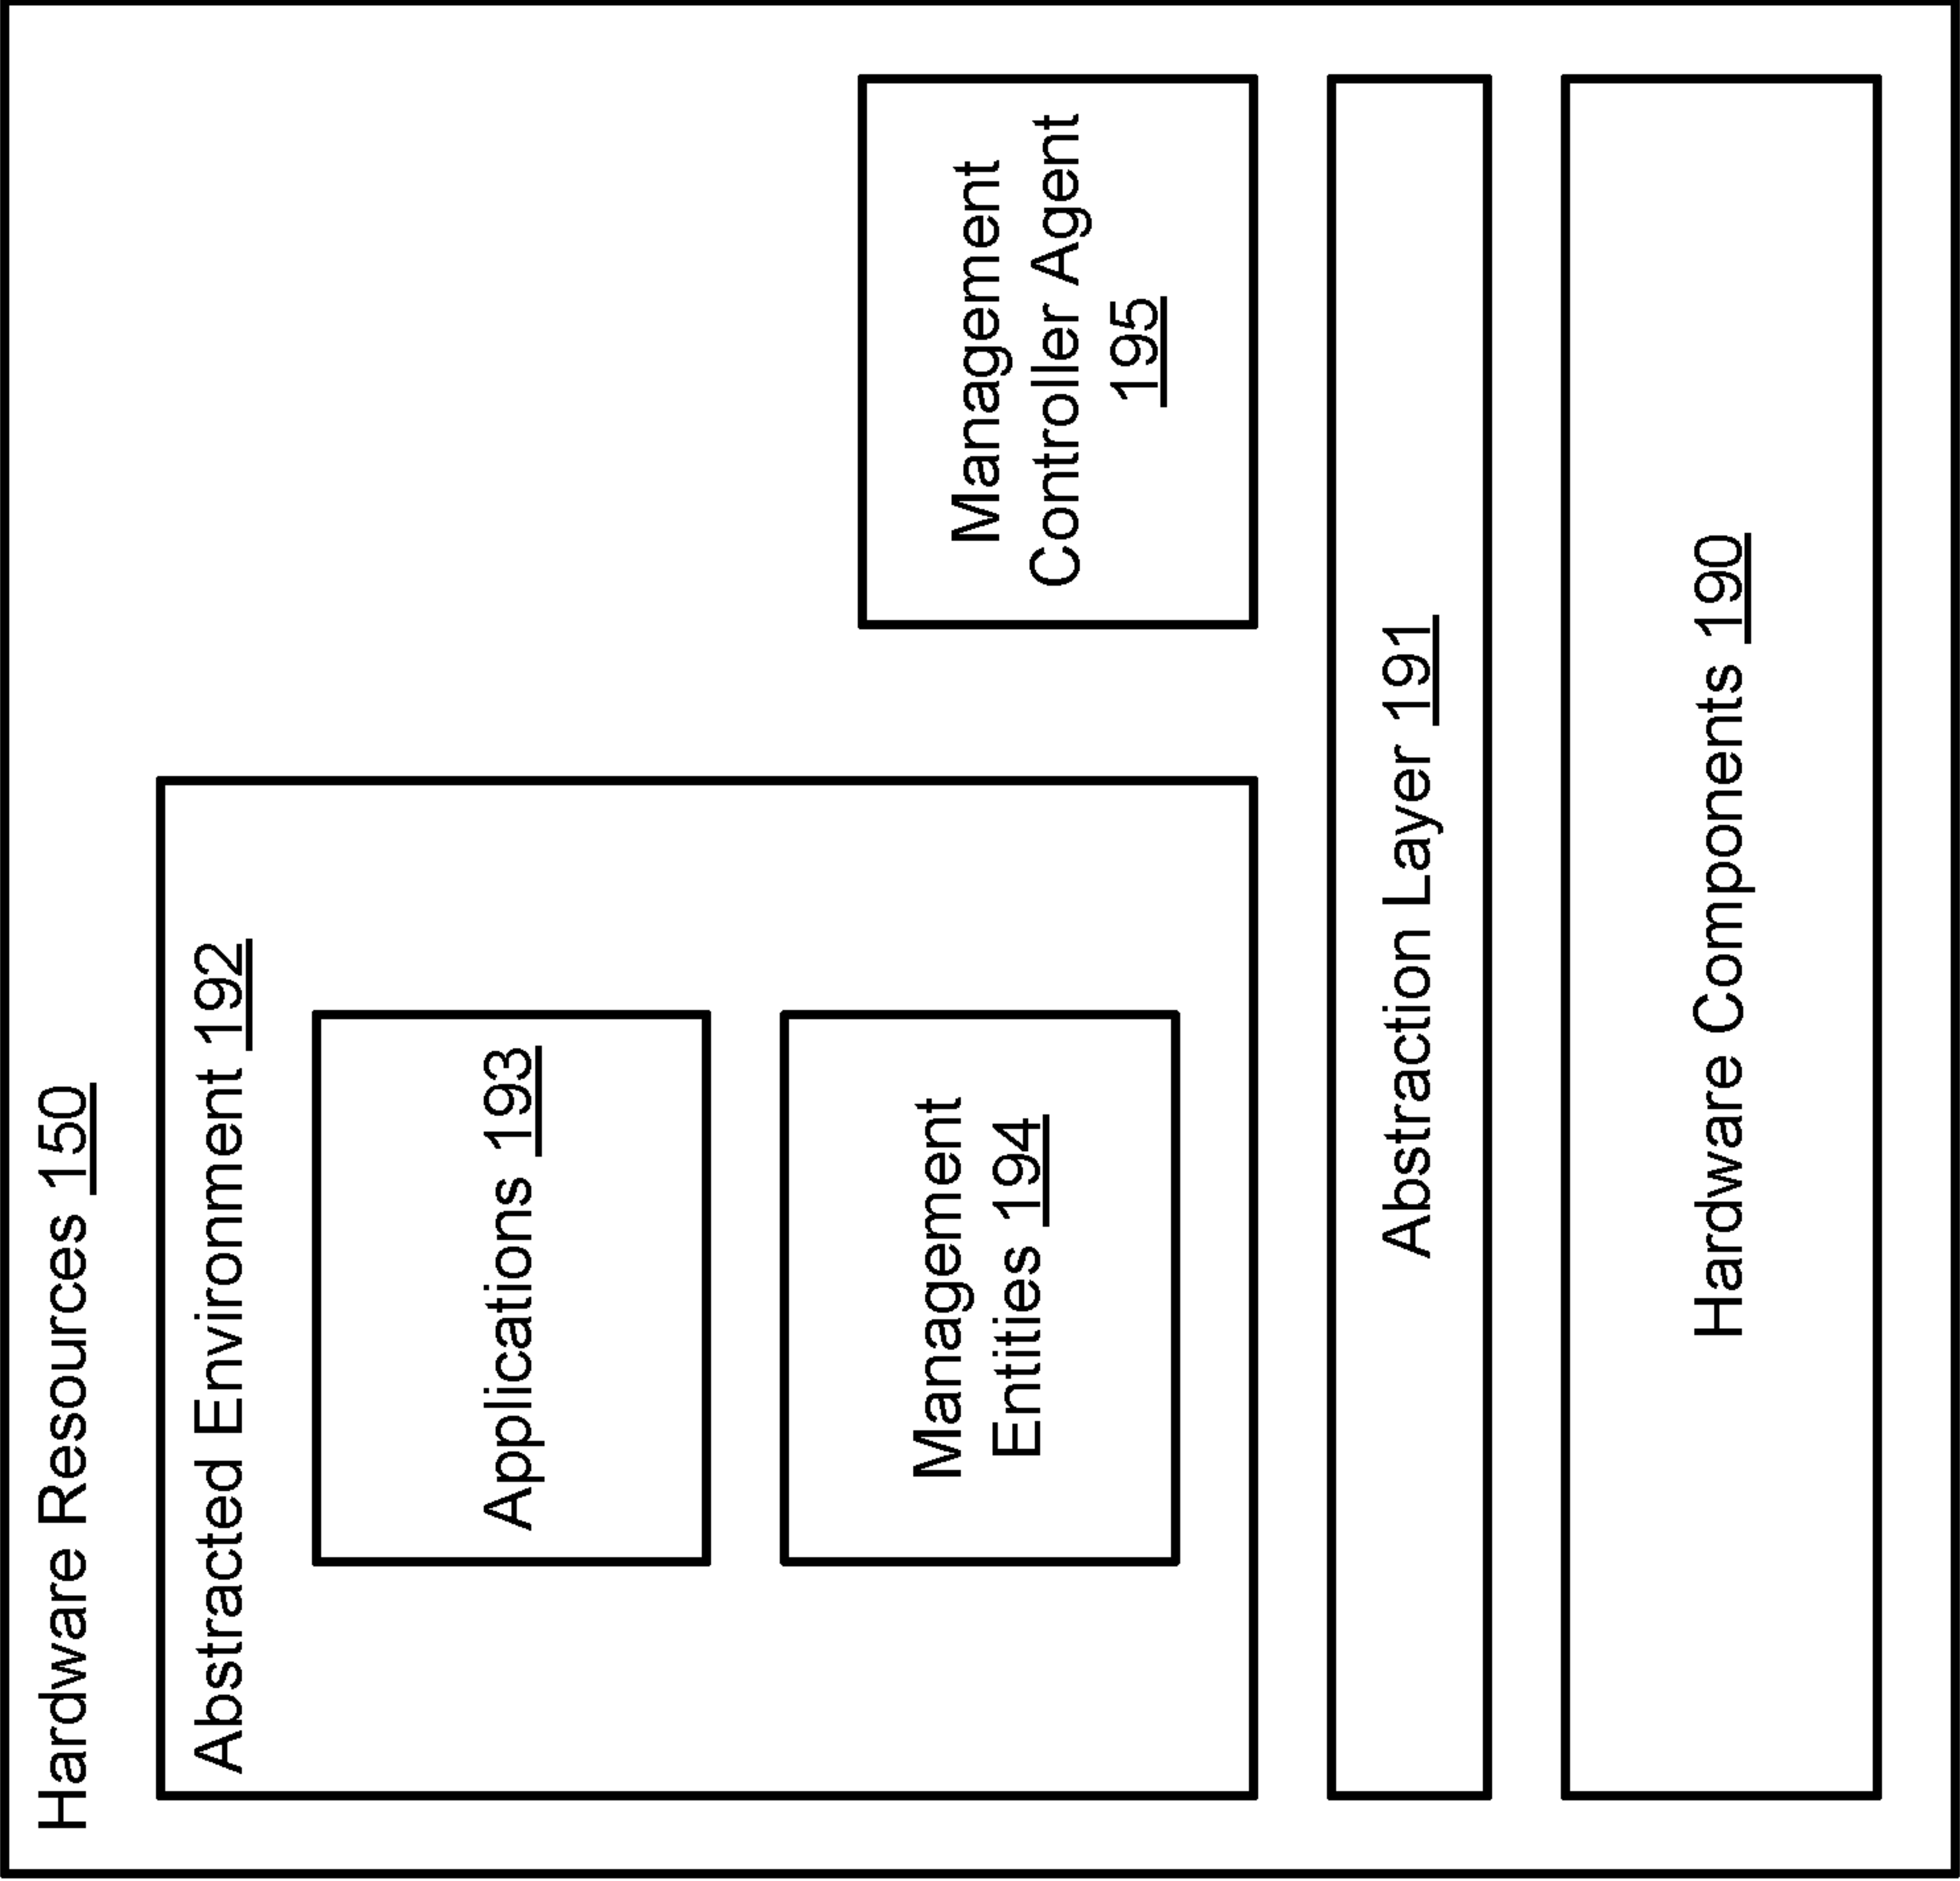 Hardware Resources 150
Abstracted Environment 192
Applications 193
Management
Entities 194
Management
Controller Agent
195
Abstraction Layer 191
Hardware Components 190